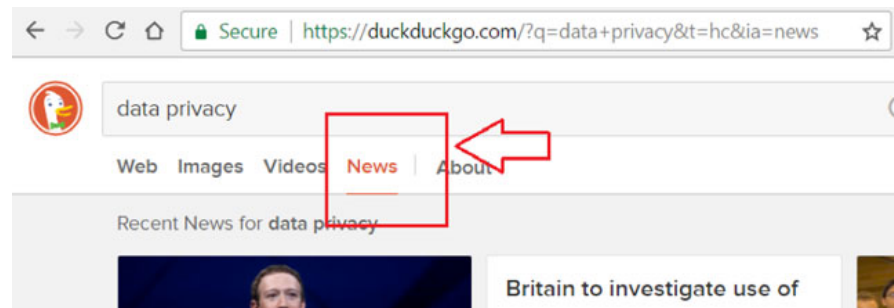 Secure | https://duckduckgo.com/?q=data+privacy&t=hc&ia=news
data privacy
Web Images Videos News About
Recent News for data privacy
Britain to investigate use of